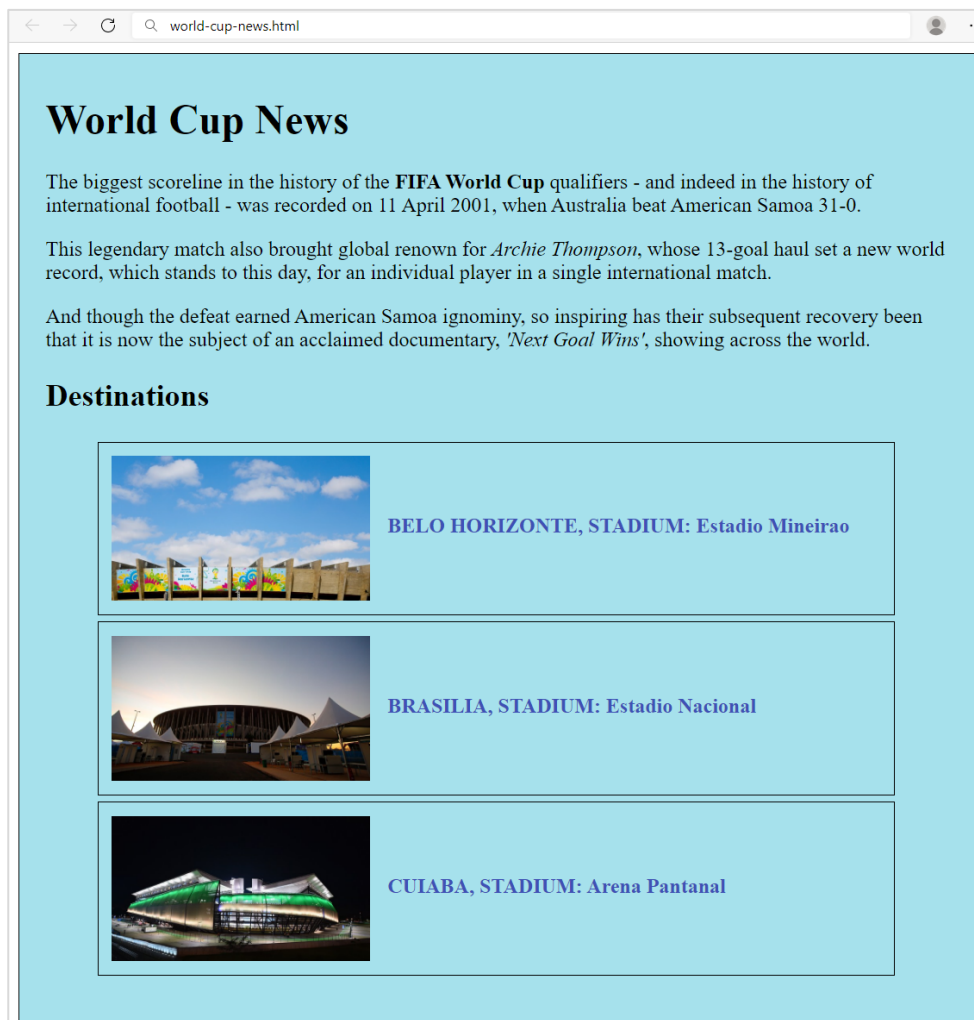 world-cup-news.html
World Cup News
The biggest scoreline in the history of the FIFA World Cup qualifiers - and indeed in the history of
international football - was recorded on 11 April 2001, when Australia beat American Samoa 31-0.
This legendary match also brought global renown for Archie Thompson, whose 13-goal haul set a new world
record, which stands to this day, for an individual player in a single international match.
And though the defeat earned American Samoa ignominy, so inspiring has their subsequent recovery been
that it is now the subject of an acclaimed documentary, 'Next Goal Wins', showing across the world.
Destinations
BELO HORIZONTE, STADIUM: Estadio Mineirao
BRASILIA, STADIUM: Estadio Nacional
CUIABA, STADIUM: Arena Pantanal